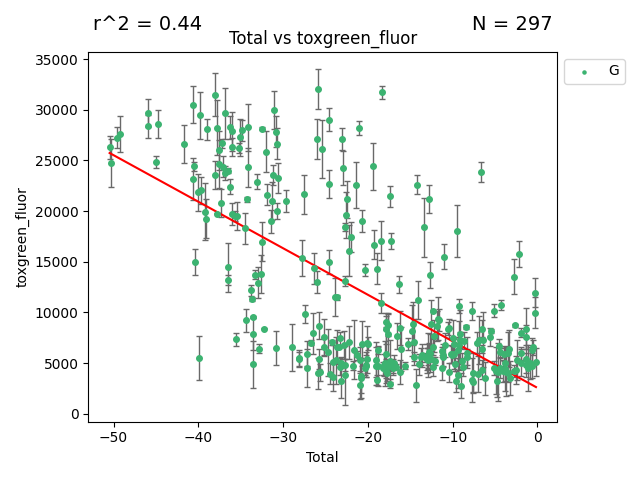 r^2 = 0.44
N = 297
Total vs toxgreen_fluor
G
35000
30000
25000
20000
15000
10000
5000
0
toxgreen_fluor
−50
−40
−30
−20
−10
0
Total